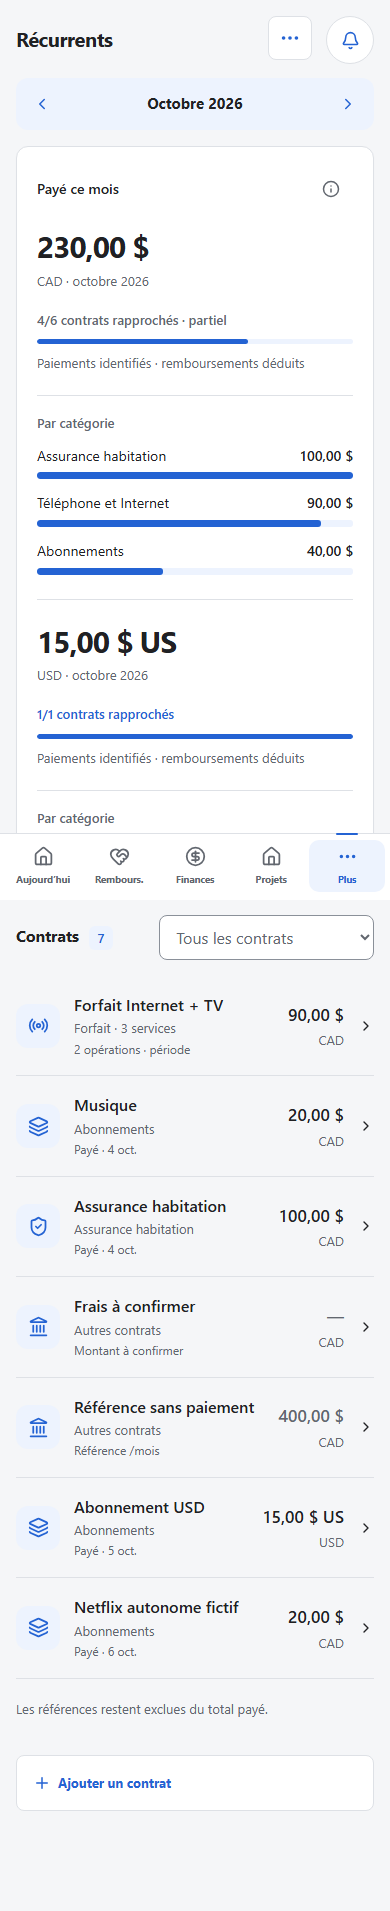 Récurrents
Octobre 2026
Payé ce mois
230,00 $
CAD · octobre 2026
4/6 contrats rapprochés · partiel
Paiements identifiés · remboursements déduits
Par catégorie
Assurance habitation 100,00 $
Téléphone et Internet 90,00 $
Abonnements 40,00 $
15,00 $ US
USD · octobre 2026
1/1 contrats rapprochés
Paiements identifiés · remboursements déduits
Par catégorie
Aujourd'hui Rembours. Finances Projets Plus
Contrats 7 Tous les contrats
Forfait Internet + TV 90,00 $
Forfait · 3 services CAD
2 opérations · période
Musique 20,00 $
Abonnements CAD
Payé · 4 oct.
Assurance habitation 100,00 $
Assurance habitation CAD
Payé · 4 oct.
Frais à confirmer —
Autres contrats CAD
Montant à confirmer
Référence sans paiement 400,00 $
Autres contrats CAD
Référence /mois
Abonnement USD 15,00 $ US
Abonnements USD
Payé · 5 oct.
Netflix autonome fictif 20,00 $
Abonnements CAD
Payé · 6 oct.
Les références restent exclues du total payé.
+ Ajouter un contrat